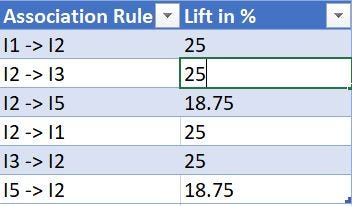 Association Rule Lift in %
I1 -> I2 25
I2 -> I3 25
I2 -> I5 18.75
I2 -> I1 25
I3 -> I2 25
I5 -> I2 18.75